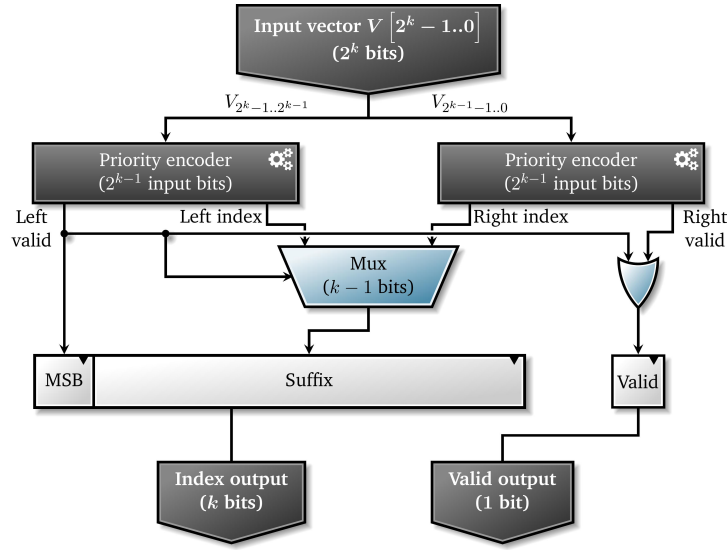 Input vector V [2^k − 1..0]
(2^k bits)
V_{2^k−1..2^{k−1}}
V_{2^{k−1}−1..0}
Priority encoder
(2^{k−1} input bits)
Priority encoder
(2^{k−1} input bits)
Left
valid
Left index
Right index
Right
valid
Mux
(k − 1 bits)
MSB
Suffix
Valid
Index output
(k bits)
Valid output
(1 bit)